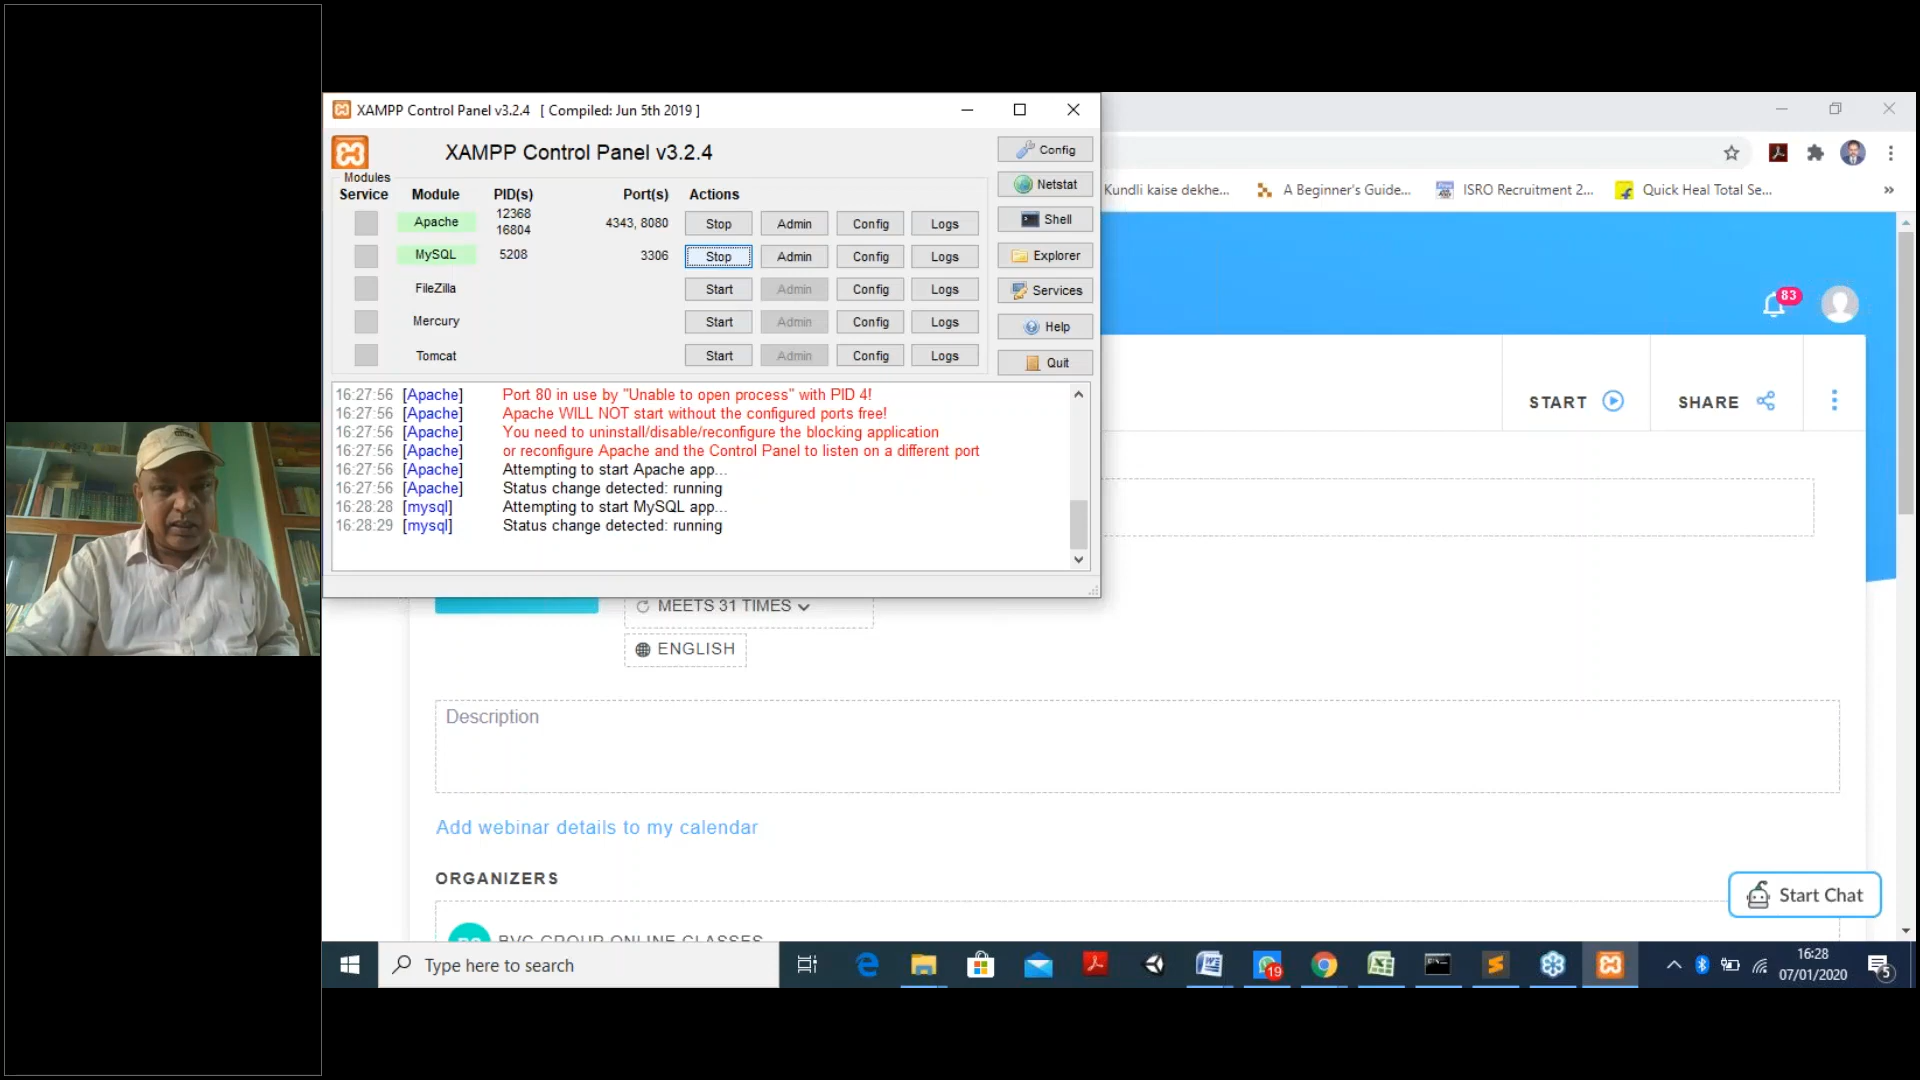 XAMPP Control Panel v3.2.4 [ Compiled: Jun 5th 2019 ]
XAMPP Control Panel v3.2.4
Modules
Service Module PID(s) Port(s) Actions
Apache 12368 16804 4343, 8080 Stop Admin Config Logs
MySQL 5208 3306 Stop Admin Config Logs
FileZilla Start Admin Config Logs
Mercury Start Admin Config Logs
Tomcat Start Admin Config Logs
Config
Netstat
Shell
Explorer
Services
Help
Quit
16:27:56 [Apache] Port 80 in use by "Unable to open process" with PID 4!
16:27:56 [Apache] Apache WILL NOT start without the configured ports free!
16:27:56 [Apache] You need to uninstall/disable/reconfigure the blocking application
16:27:56 [Apache] or reconfigure Apache and the Control Panel to listen on a different port
16:27:56 [Apache] Attempting to start Apache app...
16:27:56 [Apache] Status change detected: running
16:28:28 [mysql] Attempting to start MySQL app...
16:28:29 [mysql] Status change detected: running
Kundli kaise dekhe... A Beginner's Guide... ISRO Recruitment 2... Quick Heal Total Se... »
83
START SHARE
MEETS 31 TIMES
ENGLISH
Description
Add webinar details to my calendar
ORGANIZERS
BVC GROUP ONLINE CLASSES
Start Chat
Type here to search
19
16:28
07/01/2020
5